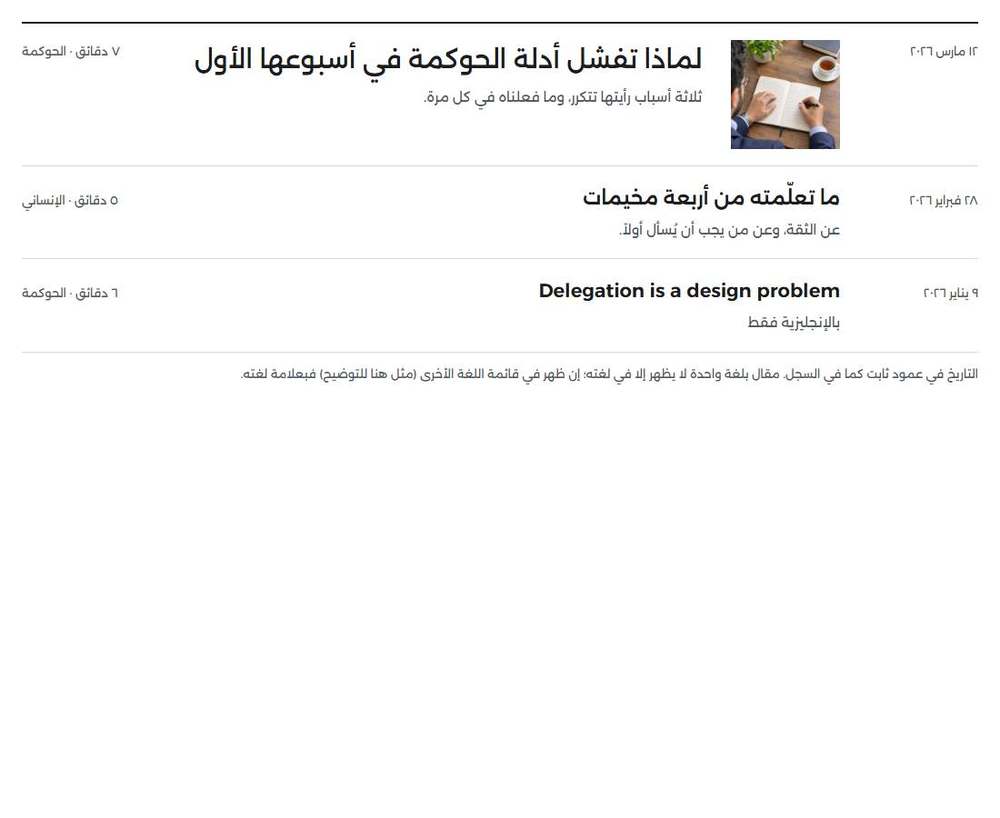 ١٢ مارس ٢٠٢٦
لماذا تفشل أدلة الحوكمة في أسبوعها الأول
٧ دقائق · الحوكمة
ثلاثة أسباب رأيتها تتكرر، وما فعلناه في كل مرة.
٢٨ فبراير ٢٠٢٦
ما تعلّمته من أربعة مخيمات
٥ دقائق · الإنساني
عن الثقة، وعن من يجب أن يُسأل أولاً.
٩ يناير ٢٠٢٦
Delegation is a design problem
٦ دقائق · الحوكمة
بالإنجليزية فقط
التاريخ في عمود ثابت كما في السجل. مقال بلغة واحدة لا يظهر إلا في لغته؛ إن ظهر في قائمة اللغة الأخرى (مثل هنا للتوضيح) فبعلامة لغته.